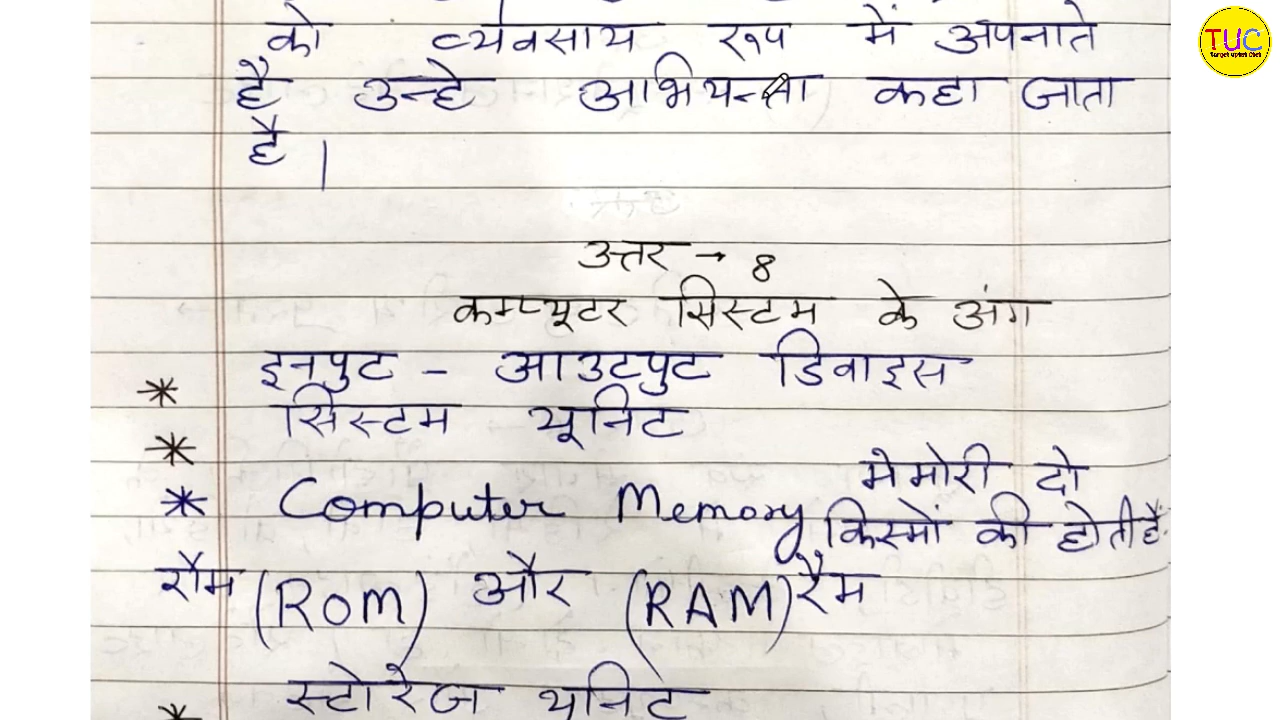 को व्यवसाय रूप में अपनाते
है उन्हे अभियन्ता कहा जाता
है।
उत्तर → 8
कम्प्यूटर सिस्टम के अंग
* इनपुट - आउटपुट डिवाइस
* सिस्टम यूनिट
* Computer Memory मेमोरी दो किस्मों की होती हैं.
रौम (ROM) और (RAM) रैम
* स्टोरेज यूनिट
TUC